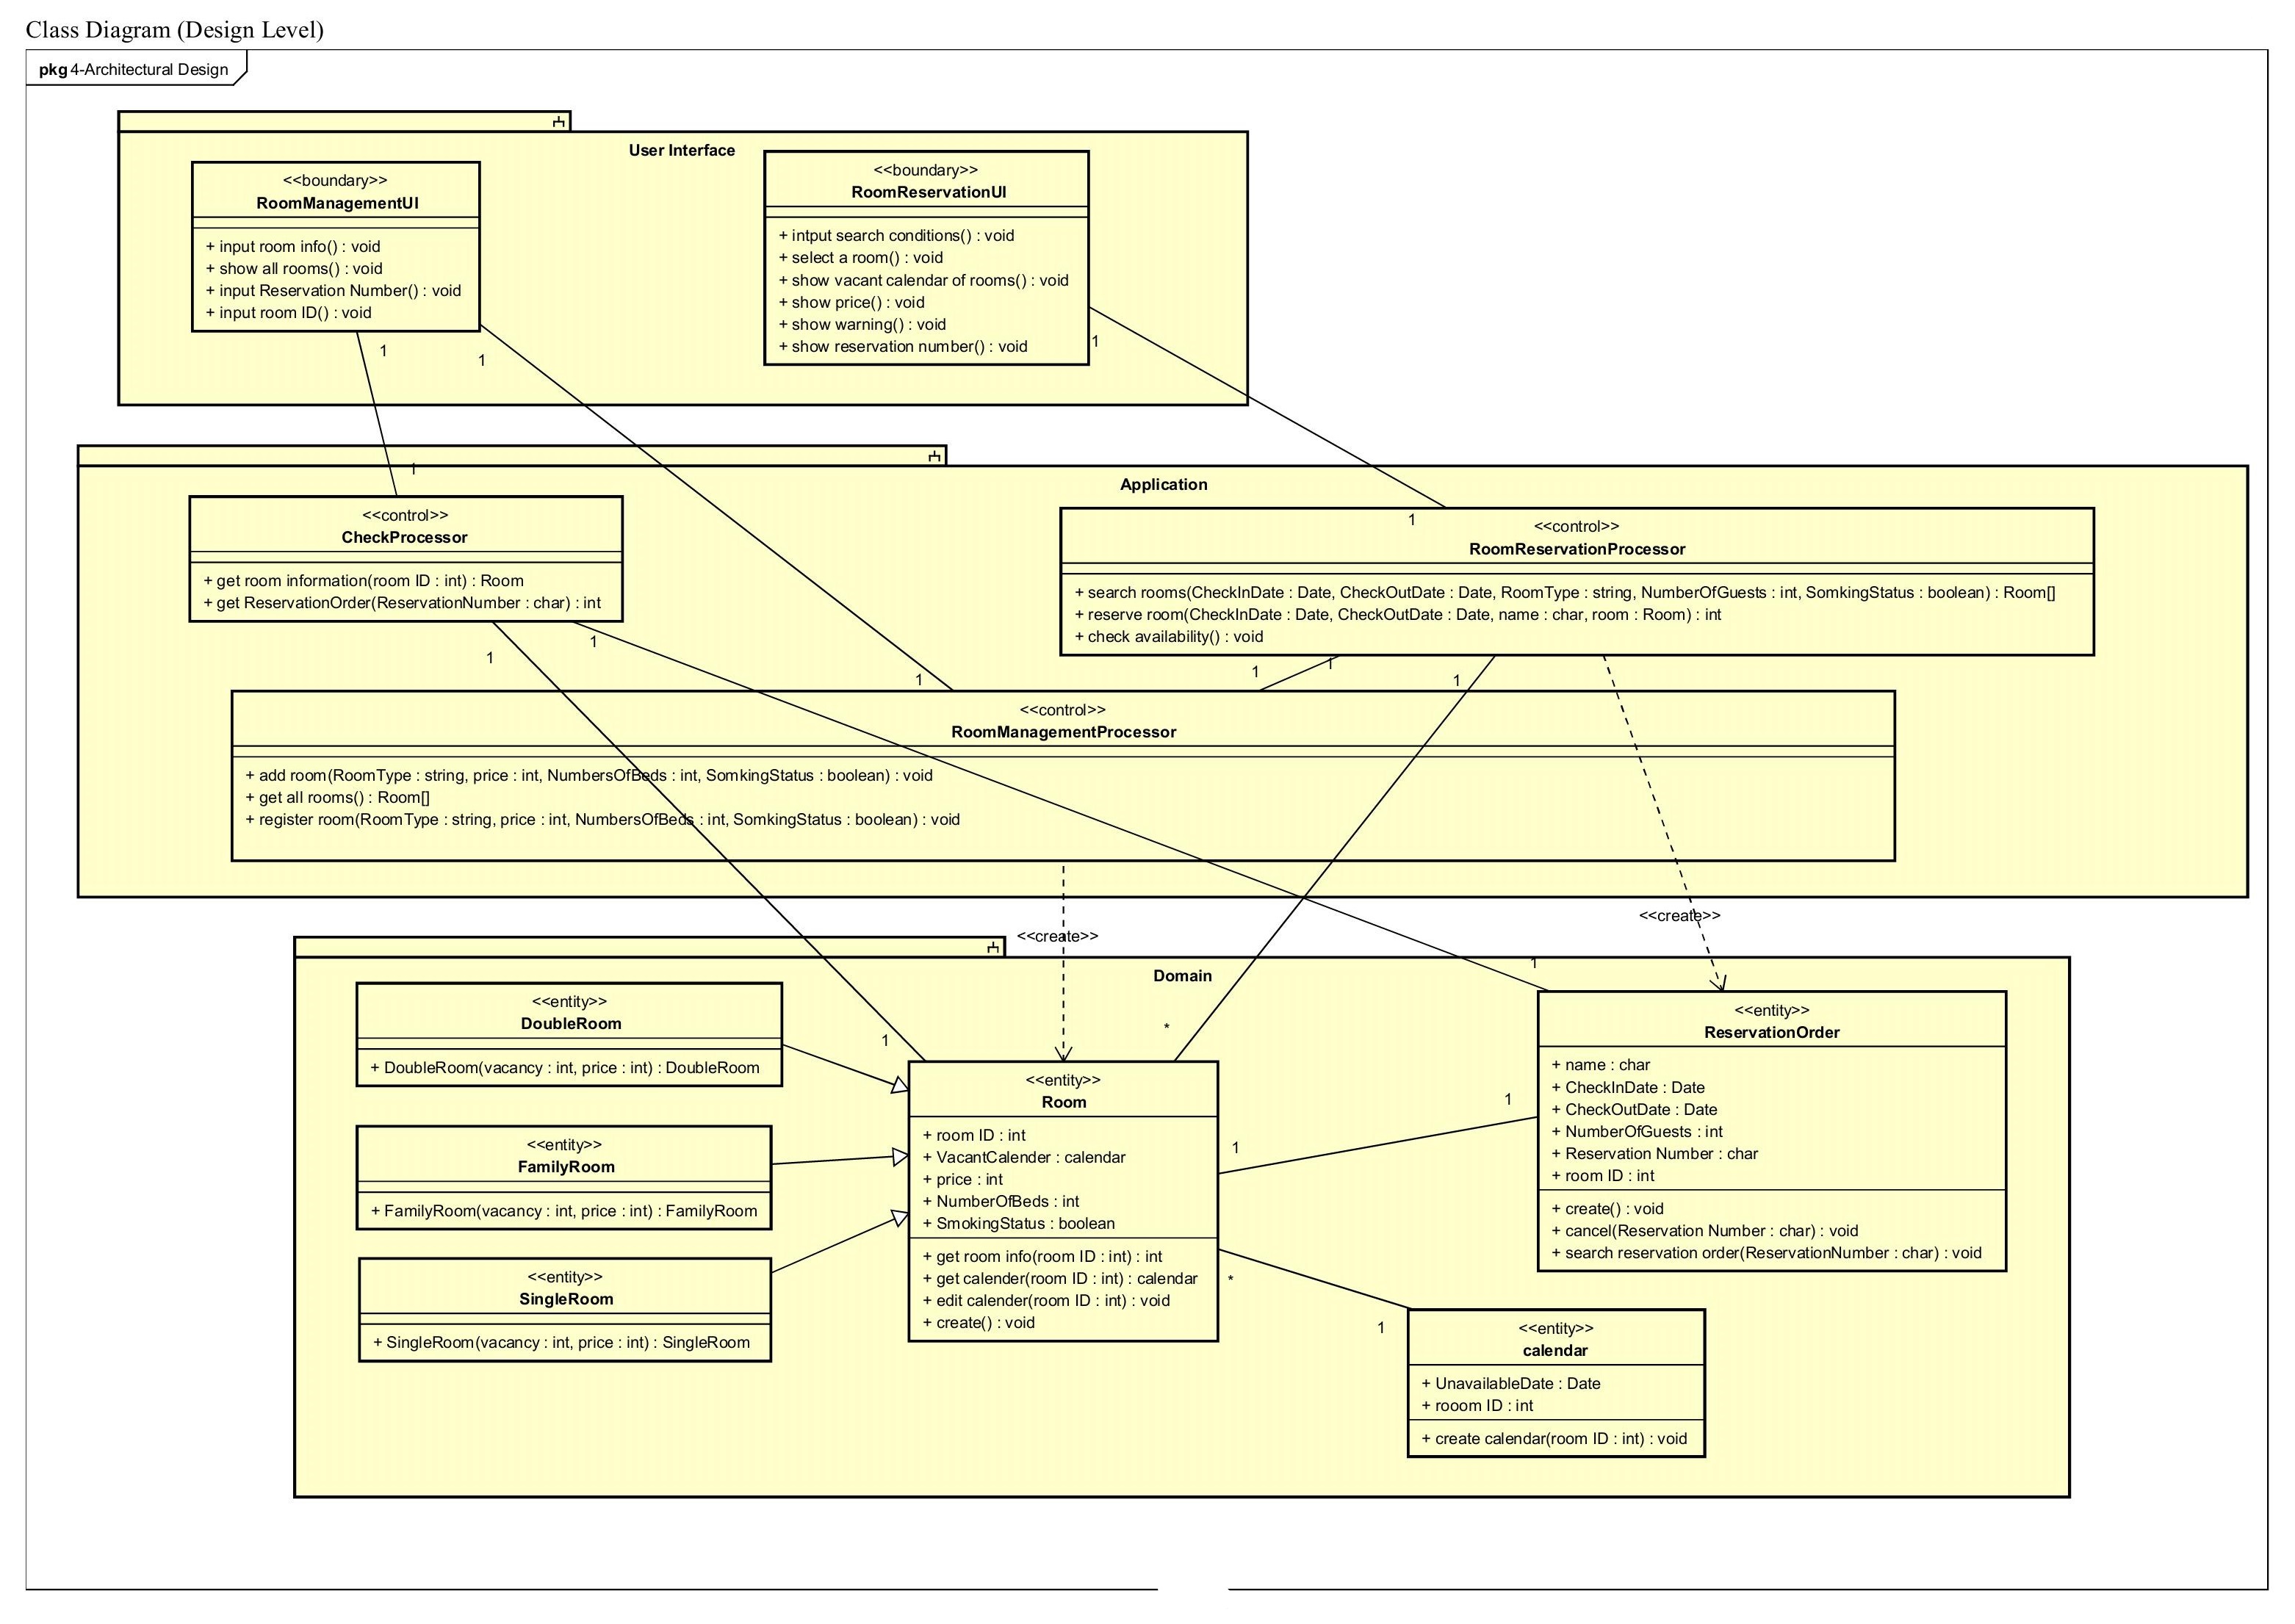 Class Diagram (Design Level)
pkg 4-Architectural Design
User Interface
<<boundary>>
RoomManagementUI
+ input room info() : void
+ show all rooms() : void
+ input Reservation Number() : void
+ input room ID() : void
<<boundary>>
RoomReservationUI
+ intput search conditions() : void
+ select a room() : void
+ show vacant calendar of rooms() : void
+ show price() : void
+ show warning() : void
+ show reservation number() : void
1
1
1
1
Application
<<control>>
CheckProcessor
+ get room information(room ID : int) : Room
+ get ReservationOrder(ReservationNumber : char) : int
1
<<control>>
RoomReservationProcessor
+ search rooms(CheckInDate : Date, CheckOutDate : Date, RoomType : string, NumberOfGuests : int, SomkingStatus : boolean) : Room[]
+ reserve room(CheckInDate : Date, CheckOutDate : Date, name : char, room : Room) : int
+ check availability() : void
1
1
1
1
1
1
<<control>>
RoomManagementProcessor
+ add room(RoomType : string, price : int, NumbersOfBeds : int, SomkingStatus : boolean) : void
+ get all rooms() : Room[]
+ register room(RoomType : string, price : int, NumbersOfBeds : int, SomkingStatus : boolean) : void
<<create>>
<<create>>
Domain
1
<<entity>>
DoubleRoom
+ DoubleRoom(vacancy : int, price : int) : DoubleRoom
<<entity>>
FamilyRoom
+ FamilyRoom(vacancy : int, price : int) : FamilyRoom
<<entity>>
SingleRoom
+ SingleRoom(vacancy : int, price : int) : SingleRoom
1
*
<<entity>>
Room
+ room ID : int
+ VacantCalender : calendar
+ price : int
+ NumberOfBeds : int
+ SmokingStatus : boolean
+ get room info(room ID : int) : int
+ get calender(room ID : int) : calendar
+ edit calender(room ID : int) : void
+ create() : void
1
1
*
1
<<entity>>
ReservationOrder
+ name : char
+ CheckInDate : Date
+ CheckOutDate : Date
+ NumberOfGuests : int
+ Reservation Number : char
+ room ID : int
+ create() : void
+ cancel(Reservation Number : char) : void
+ search reservation order(ReservationNumber : char) : void
<<entity>>
calendar
+ UnavailableDate : Date
+ rooom ID : int
+ create calendar(room ID : int) : void